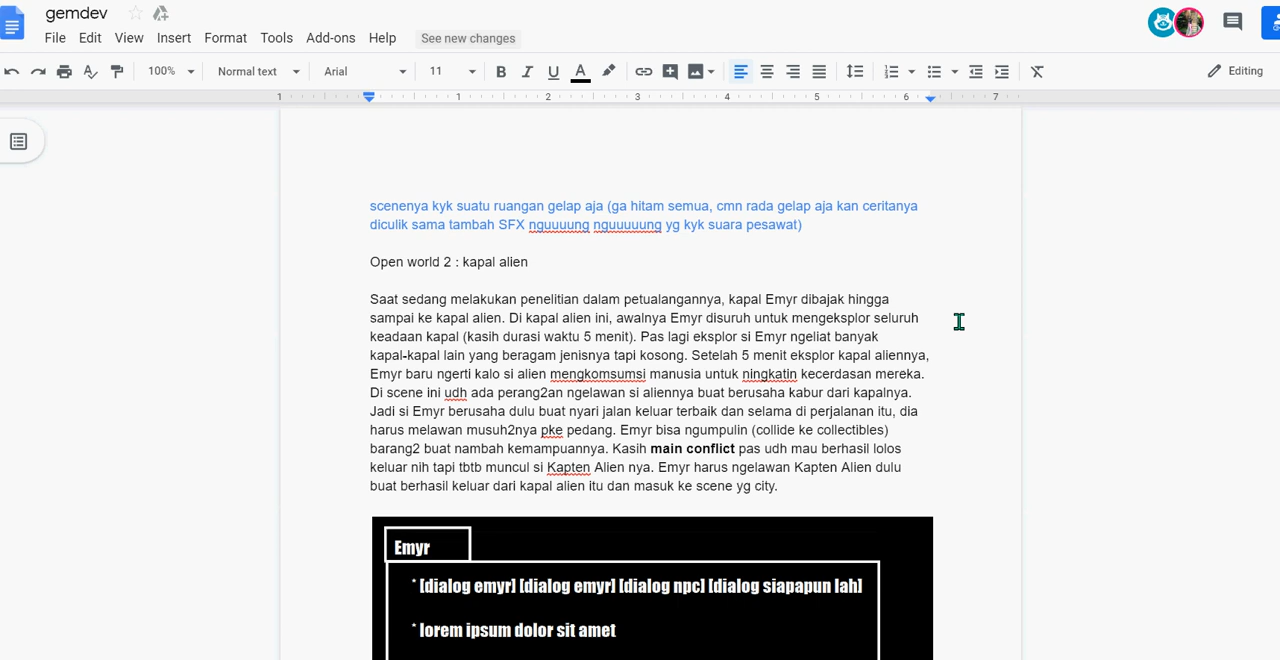 gemdev
File Edit View Insert Format Tools Add-ons Help See new changes
100% Normal text Arial 11 B I U A Editing
1 1 2 3 4 5 6 7
scenenya kyk suatu ruangan gelap aja (ga hitam semua, cmn rada gelap aja kan ceritanya
diculik sama tambah SFX nguuuung nguuuuung yg kyk suara pesawat)
Open world 2 : kapal alien
Saat sedang melakukan penelitian dalam petualangannya, kapal Emyr dibajak hingga
sampai ke kapal alien. Di kapal alien ini, awalnya Emyr disuruh untuk mengeksplor seluruh
keadaan kapal (kasih durasi waktu 5 menit). Pas lagi eksplor si Emyr ngeliat banyak
kapal-kapal lain yang beragam jenisnya tapi kosong. Setelah 5 menit eksplor kapal aliennya,
Emyr baru ngerti kalo si alien mengkomsumsi manusia untuk ningkatin kecerdasan mereka.
Di scene ini udh ada perang2an ngelawan si aliennya buat berusaha kabur dari kapalnya.
Jadi si Emyr berusaha dulu buat nyari jalan keluar terbaik dan selama di perjalanan itu, dia
harus melawan musuh2nya pke pedang. Emyr bisa ngumpulin (collide ke collectibles)
barang2 buat nambah kemampuannya. Kasih main conflict pas udh mau berhasil lolos
keluar nih tapi tbtb muncul si Kapten Alien nya. Emyr harus ngelawan Kapten Alien dulu
buat berhasil keluar dari kapal alien itu dan masuk ke scene yg city.
Emyr
* [dialog emyr] [dialog emyr] [dialog npc] [dialog siapapun lah]
* lorem ipsum dolor sit amet